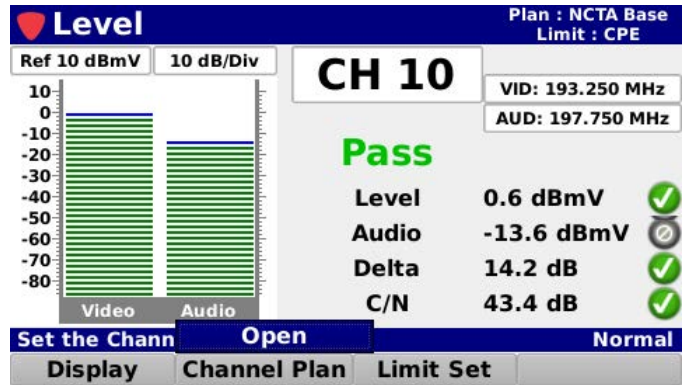 Level
Plan : NCTA Base
Limit : CPE
Ref 10 dBmV
10 dB/Div
CH 10
VID: 193.250 MHz
AUD: 197.750 MHz
10
0
-10
-20
-30
-40
-50
-60
-70
-80
Video
Audio
Pass
Level 0.6 dBmV
Audio -13.6 dBmV
Delta 14.2 dB
C/N 43.4 dB
Set the Chann
Open
Normal
Display
Channel Plan
Limit Set